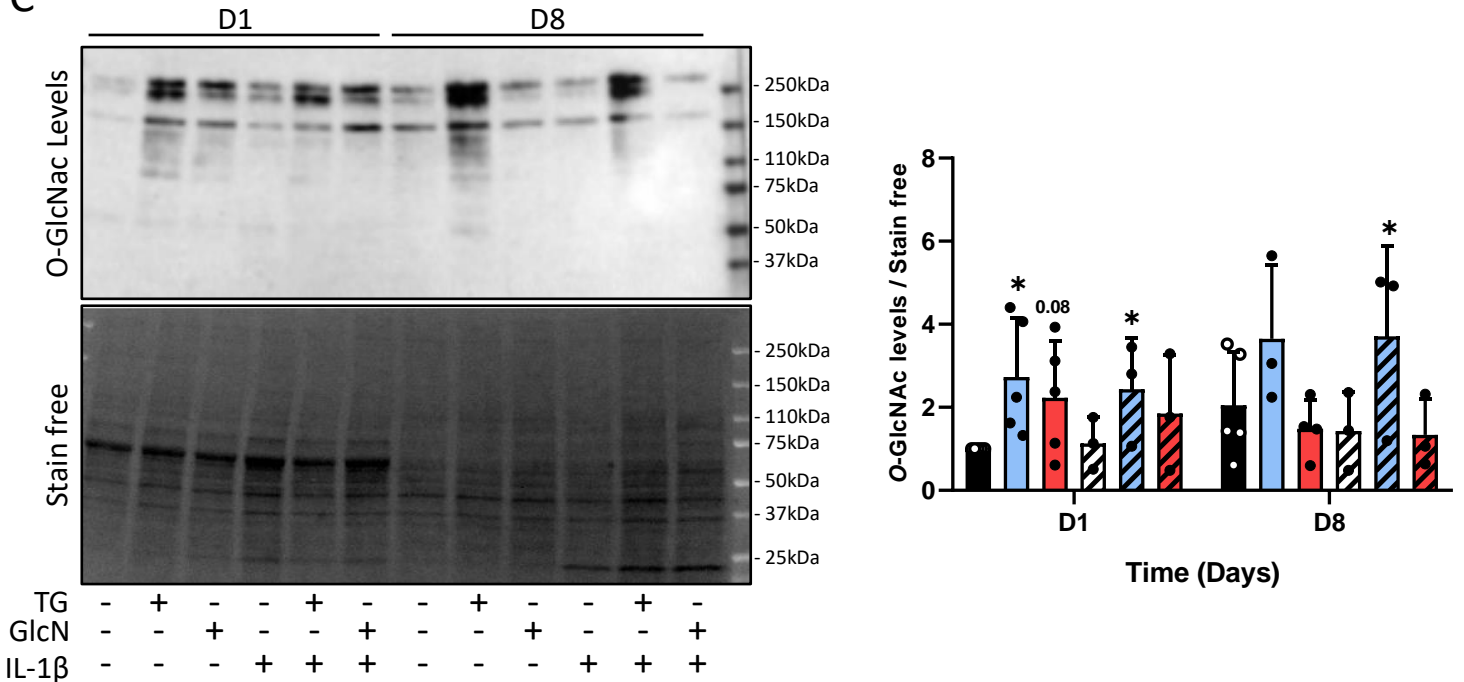 C
D1 D8
O-GlcNac Levels
- 250kDa
- 150kDa
- 110kDa
- 75kDa
- 50kDa
- 37kDa
Stain free
- 250kDa
- 150kDa
- 110kDa
- 75kDa
- 50kDa
- 37kDa
- 25kDa
TG - + - - + - - + - - + -
GlcN - - + - - + - - + - - +
IL-1β - - - + + + - - - + + +
O-GlcNAc levels / Stain free
8
6
4
2
0
* 0.08 * *
D1 D8
Time (Days)